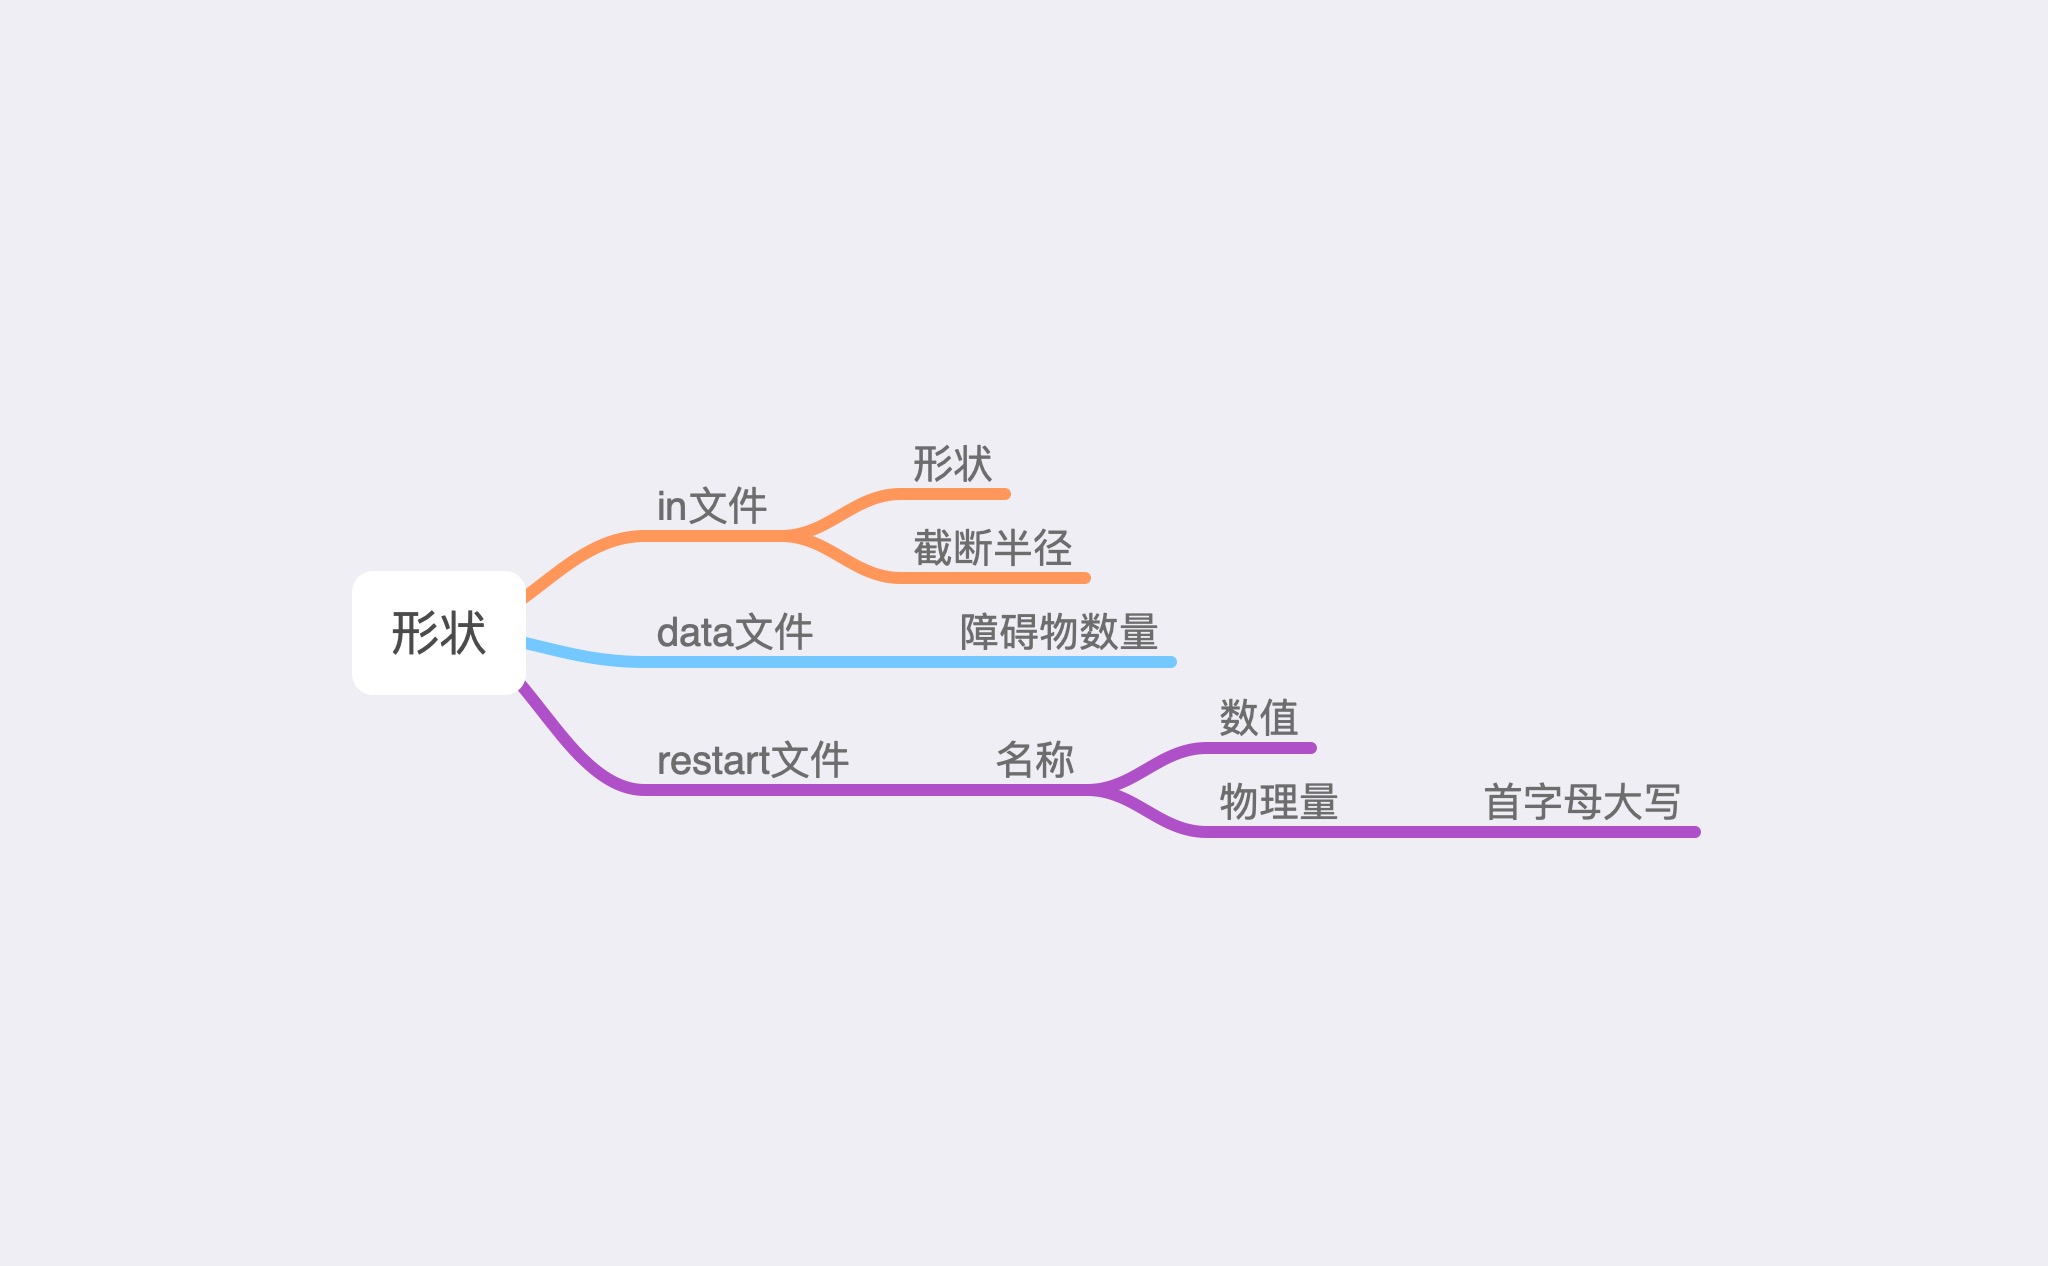 形状
in文件
形状
截断半径
data文件
障碍物数量
restart文件
名称
数值
物理量
首字母大写